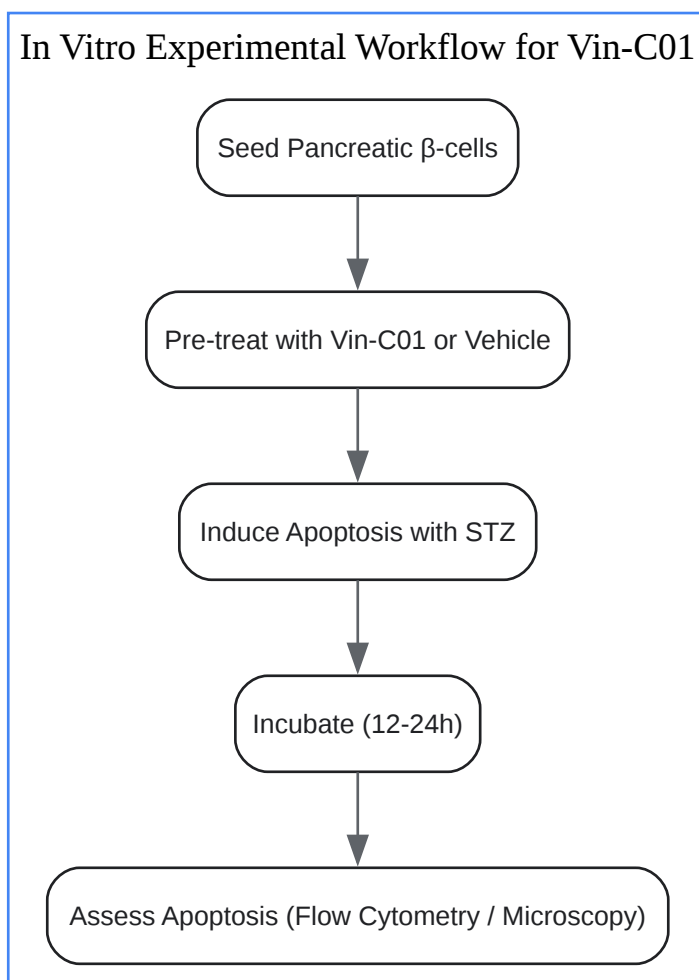 In Vitro Experimental Workflow for Vin-C01
Seed Pancreatic β-cells
Pre-treat with Vin-C01 or Vehicle
Induce Apoptosis with STZ
Incubate (12-24h)
Assess Apoptosis (Flow Cytometry / Microscopy)